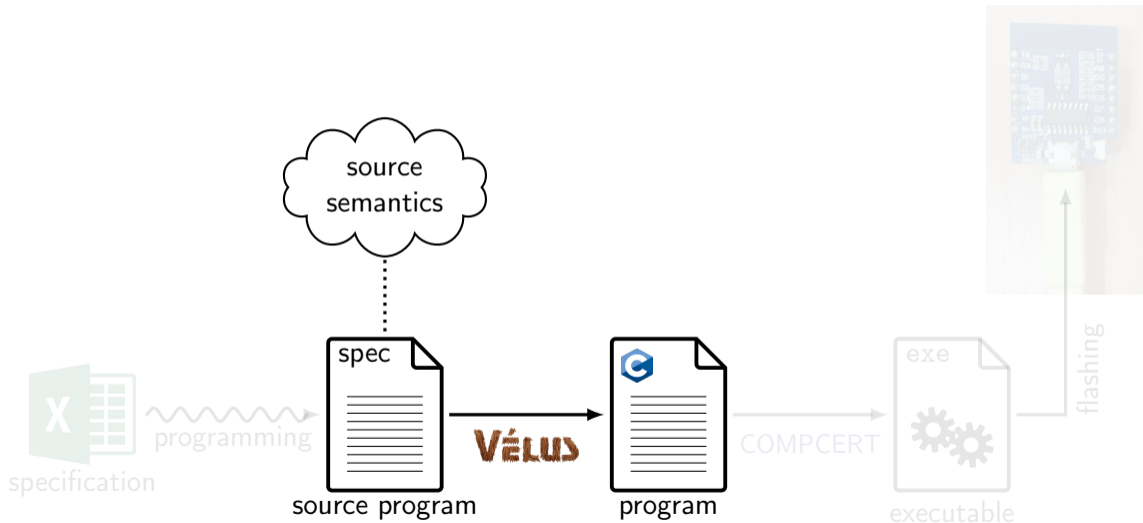 source
semantics
spec
C
exe
X
programming
VÉLUS
COMPCERT
flashing
specification
source program
program
executable